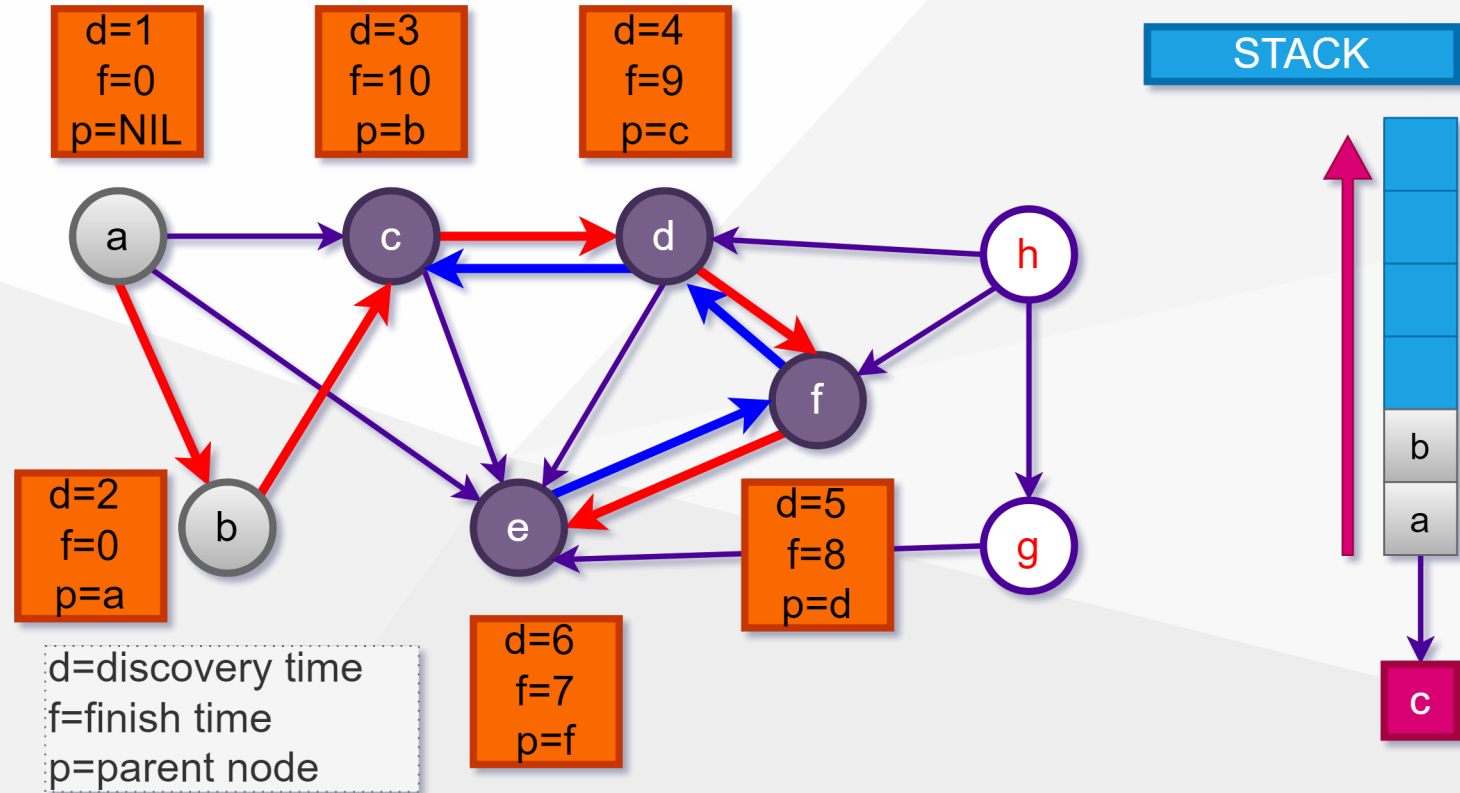 d=1
f=0
p=NIL
d=3
f=10
p=b
d=4
f=9
p=c
STACK
a
c
d
h
f
b
e
g
d=2
f=0
p=a
d=5
f=8
p=d
d=6
f=7
p=f
d=discovery time
f=finish time
p=parent node
b
a
c